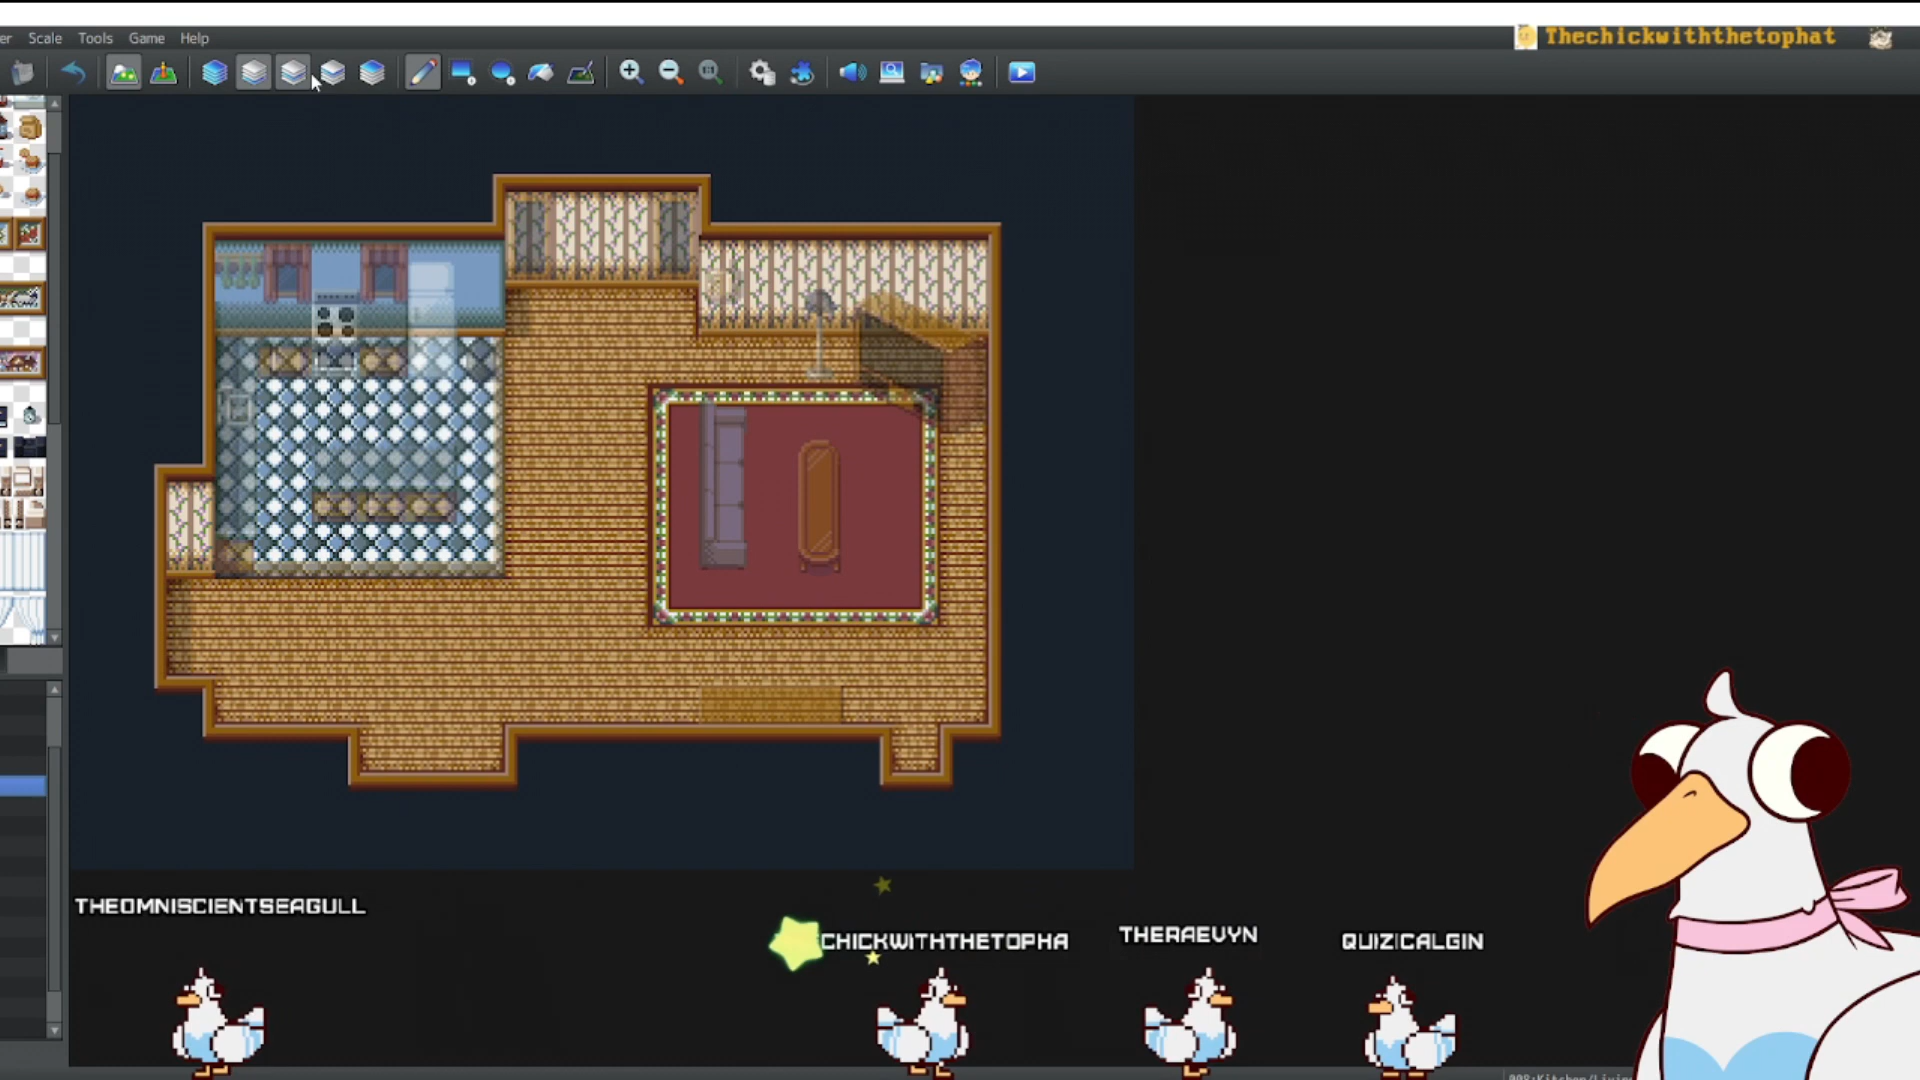 er Scale Tools Game Help
Thechickwiththetophat
THEOMNISCIENTSEAGULL
CHICKWITHTHETOPHA
THERAEVYN
QUIZICALGIN